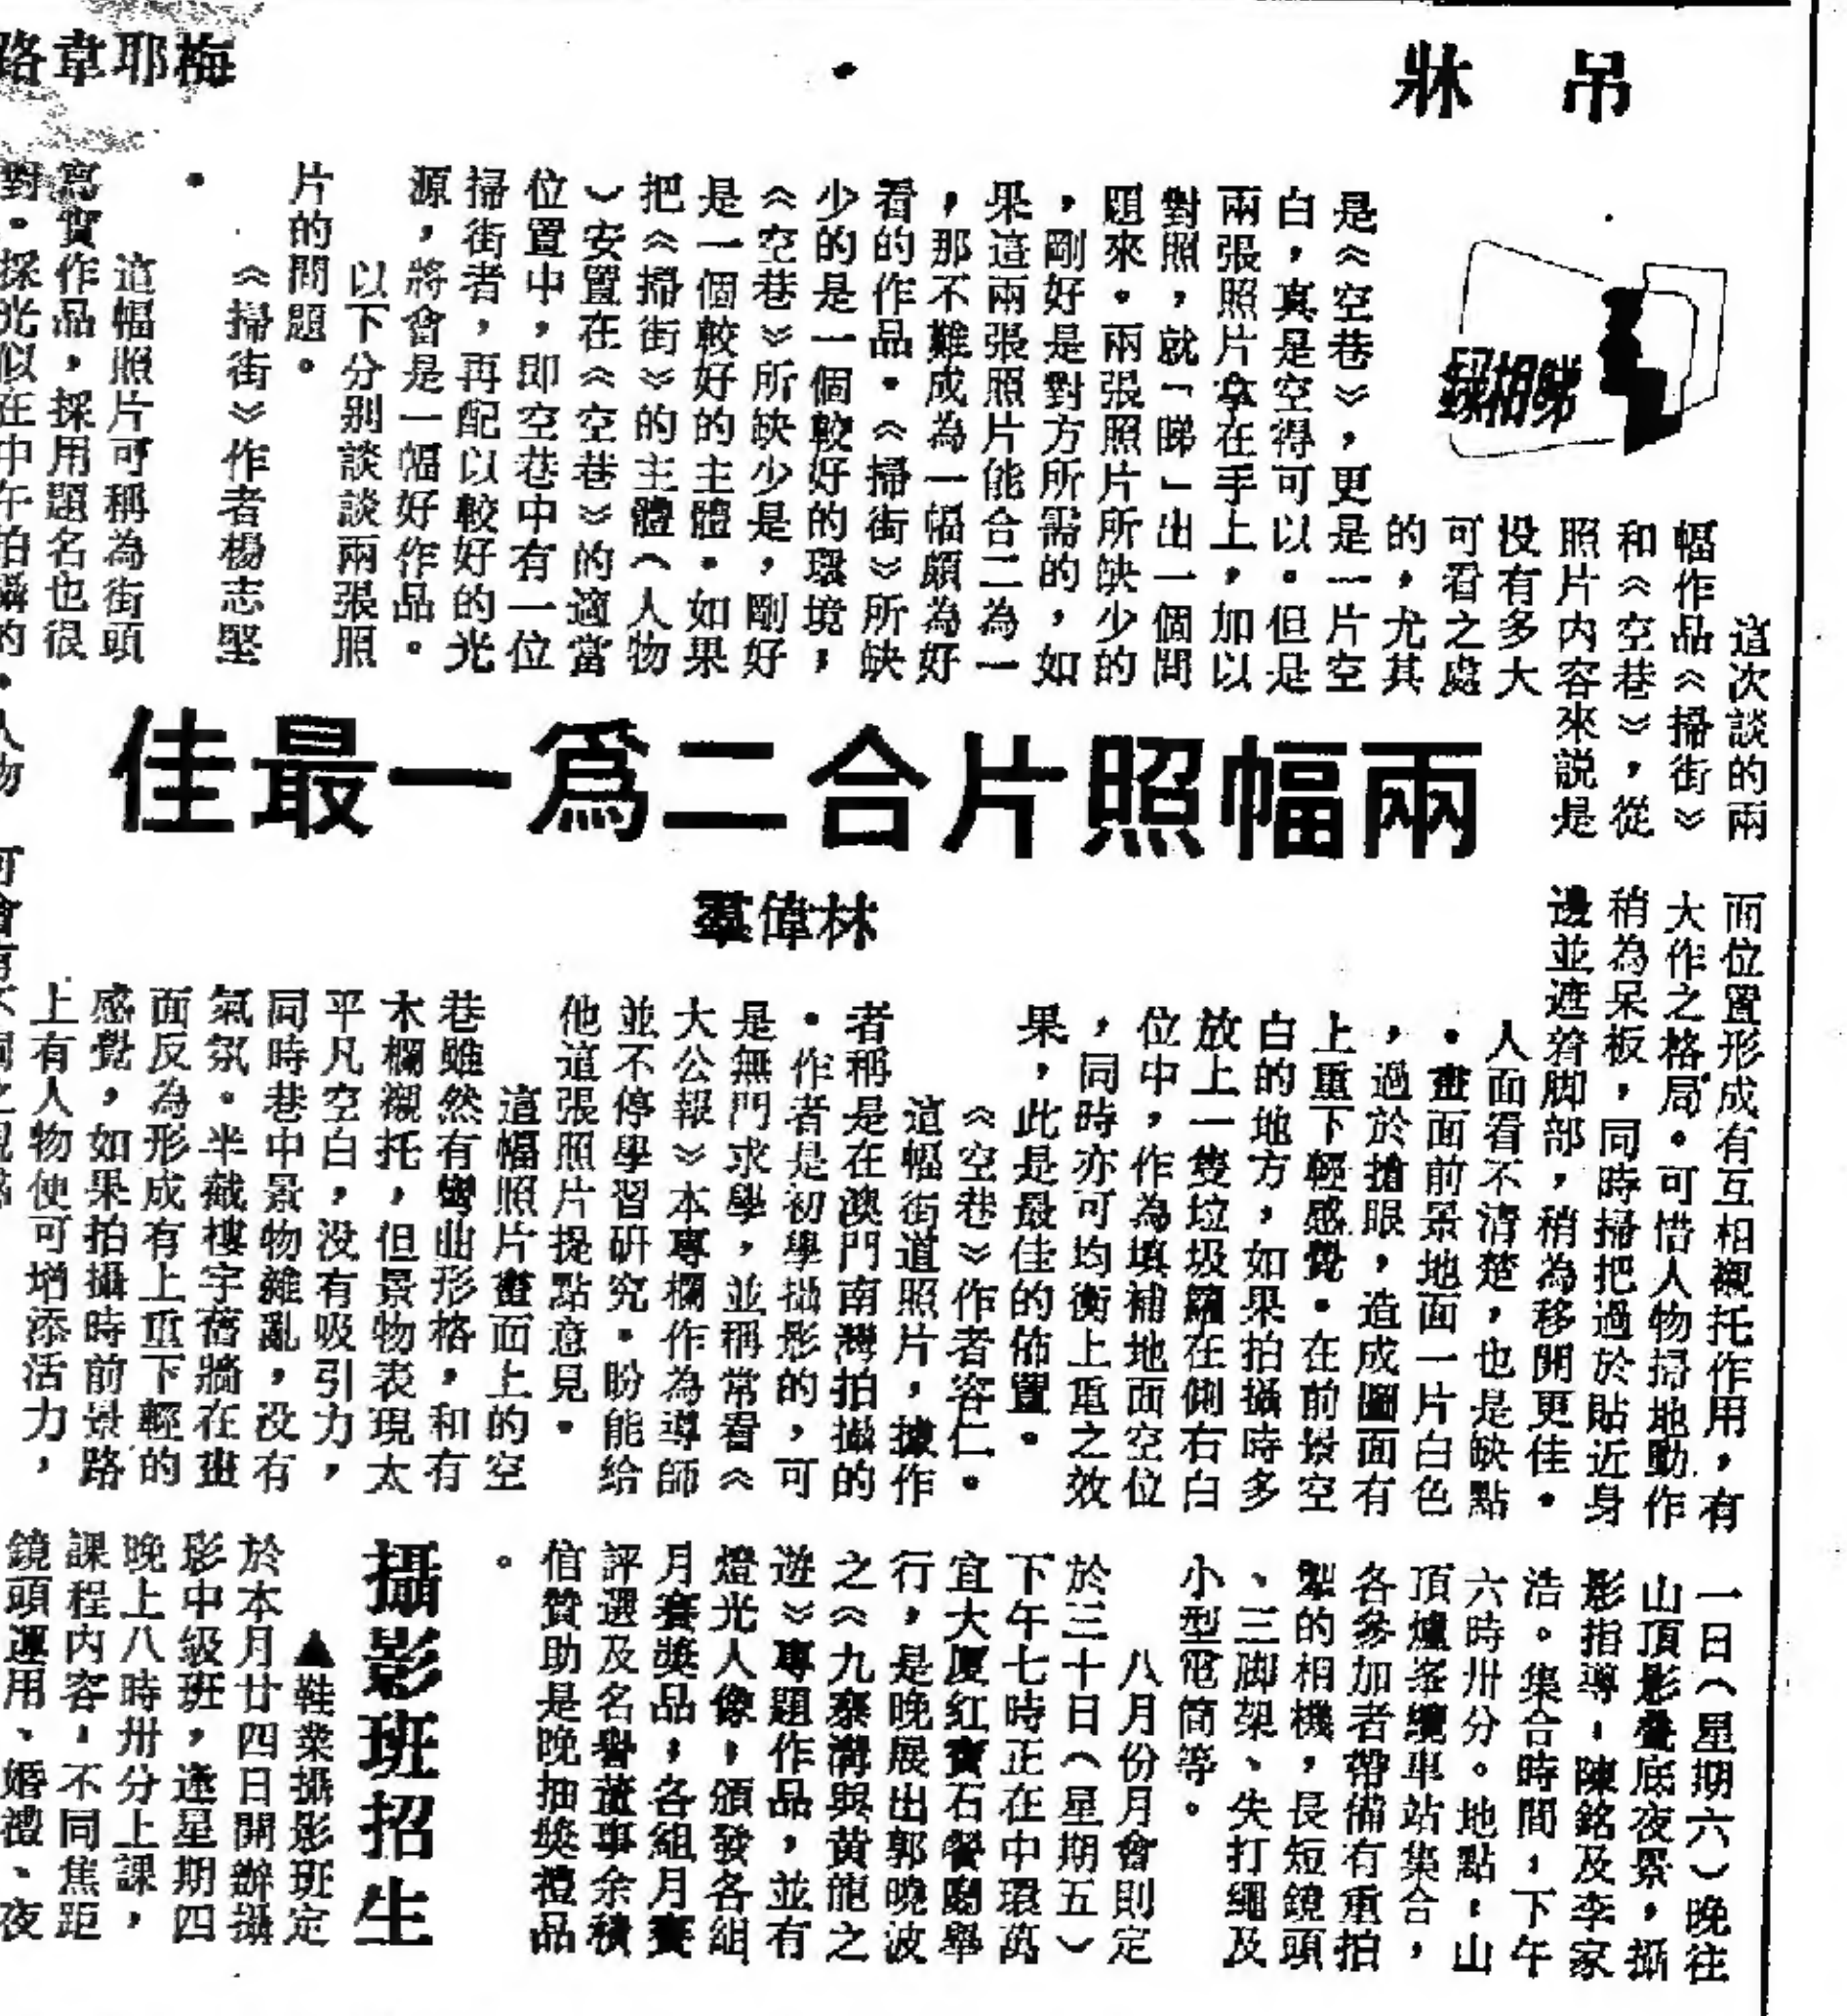 吊牀
梅耶韋路
睇相錄
兩幅照片合二爲一最佳
林偉羣
這次談的兩
幅作品《掃街》
和《空巷》，從
照片内容來説是
没有多大
可看之處
的，尤其
是《空巷》，更是一片空
白，真是空得可以。但是
兩張照片拿在手上，加以
對照，就「睇」出一個問
題來。兩張照片所缺少的
，剛好是對方所需的，如
果這兩張照片能合二為一
，那不難成為一幅頗為好
看的作品。《掃街》所缺
少的是一個較好的環境，
《空巷》所缺少是，剛好
是一個較好的主體。如果
把《掃街》的主體（人物
）安置在《空巷》的適當
位置中，即空巷中有一位
掃街者，再配以較好的光
源，將會是一幅好作品。
以下分别談談兩張照
片的問題。
《掃街》作者楊志堅
。
這幅照片可稱為街頭
寫實作品，採用題名也很
對。採光似在中午拍攝的
。人物
而位置形成有互相襯托作用，有
大作之格局。可惜人物掃地動作
稍為呆板，同時掃把過於貼近身
邊並遮着脚部，稍為移開更佳。
人面看不清楚，也是缺點
。畫面前景地面一片白色
，過於搶眼，造成圖面有
上重下輕感覺。在前景空
白的地方，如果拍攝時多
放上一隻垃圾籮在側右白
位中，作為填補地面空位
，同時亦可均衡上重之效
果，此是最佳的佈置。
《空巷》作者容仁。
這幅街道照片，據作
者稱是在澳門南灣拍攝的
。作者是初學攝影的，可
是無門求學，並稱常看《
大公報》本專欄作為導師
並不停學習研究。盼能給
他這張照片提點意見。
這幅照片畫面上的空
巷雖然有彎曲形格，和有
木欄襯托，但景物表現太
平凡空白，没有吸引力，
同時巷中景物雜亂，没有
氣氛。半截樓宇舊牆在畫
面反為形成有上重下輕的
感覺，如果拍攝時前景路
上有人物便可增添活力，
一日（星期六）晚往
山頂影疊底夜景，攝
影指導：陳銘及李家
浩。集合時間：下午
六時卅分。地點：山
頂爐峯纜車站集合，
各參加者帶備有重拍
掣的相機，長短鏡頭
、三脚架、失打繩及
小型電筒等。
八月份月會則定
於三十日（星期五）
下午七時正在中環萬
宜大厦紅寶石餐廳舉
行，是晚展出郭曉波
之《九寨溝與黄龍之
遊》專題作品，並有
燈光人像，頒發各組
月賽獎品，各組月賽
評選及名譽董事余積
信贊助是晚抽獎禮品
。
攝影班招生
▲鞋業攝影班定
於本月廿四日開辦攝
影中級班，逢星期四
晚上八時卅分上課，
課程内容：不同焦距
鏡頭運用、婚禮、夜